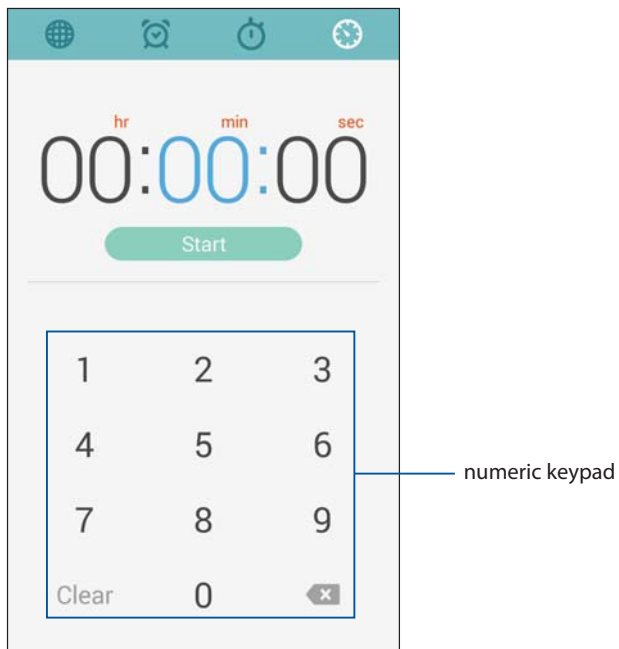 hr min sec
00:00:00
Start
1 2 3
4 5 6
numeric keypad
7 8 9
Clear 0